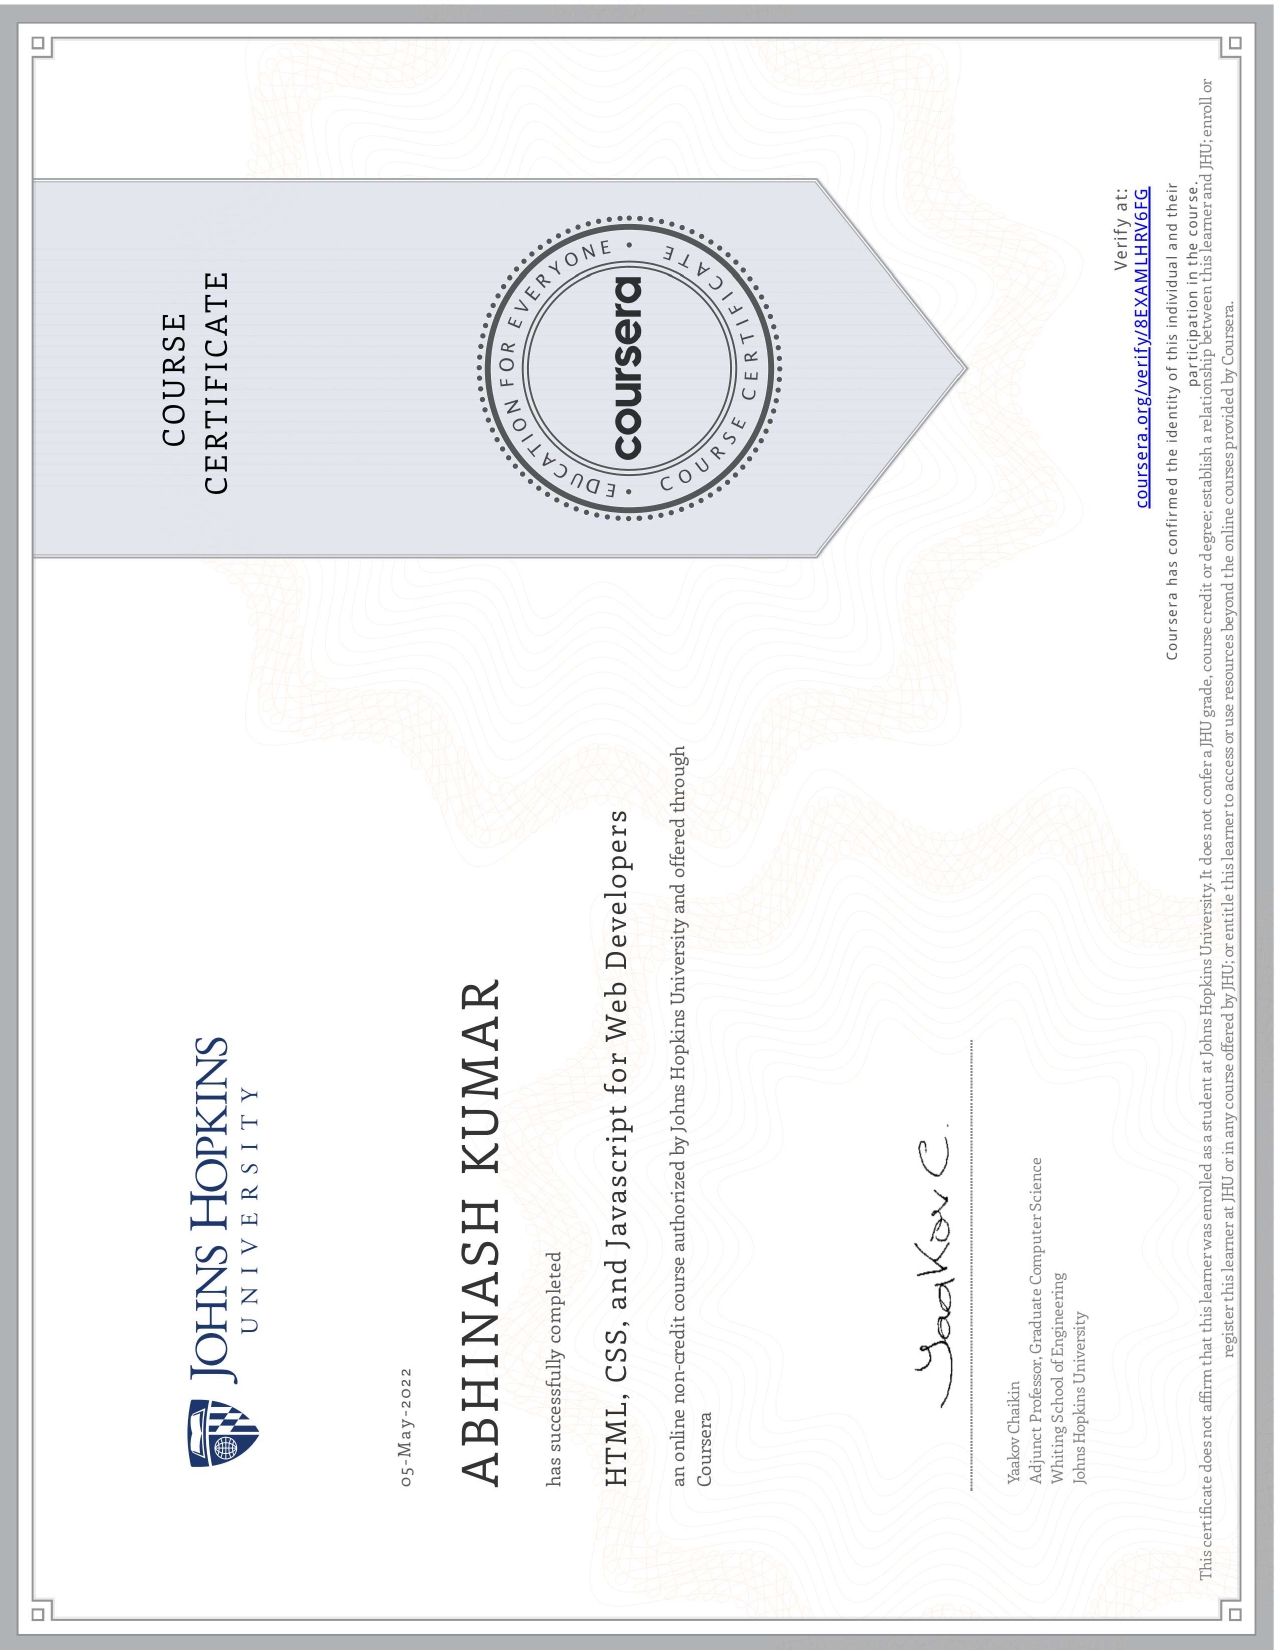 JOHNS HOPKINS
UNIVERSITY
COURSE
CERTIFICATE
05-May-2022
ABHINASH KUMAR
has successfully completed
HTML, CSS, and Javascript for Web Developers
an online non-credit course authorized by Johns Hopkins University and offered through
Coursera
• EDUCATION FOR EVERYONE •
coursera
COURSE CERTIFICATE
Yaakov C.
Yaakov Chaikin
Adjunct Professor, Graduate Computer Science
Whiting School of Engineering
Johns Hopkins University
Verify at:
coursera.org/verify/8EXAMLHRV6FG
Coursera has confirmed the identity of this individual and their
participation in the course.
This certificate does not affirm that this learner was enrolled as a student at Johns Hopkins University. It does not confer a JHU grade, course credit or degree; establish a relationship between this learner and JHU; enroll or
register this learner at JHU or in any course offered by JHU; or entitle this learner to access or use resources beyond the online courses provided by Coursera.